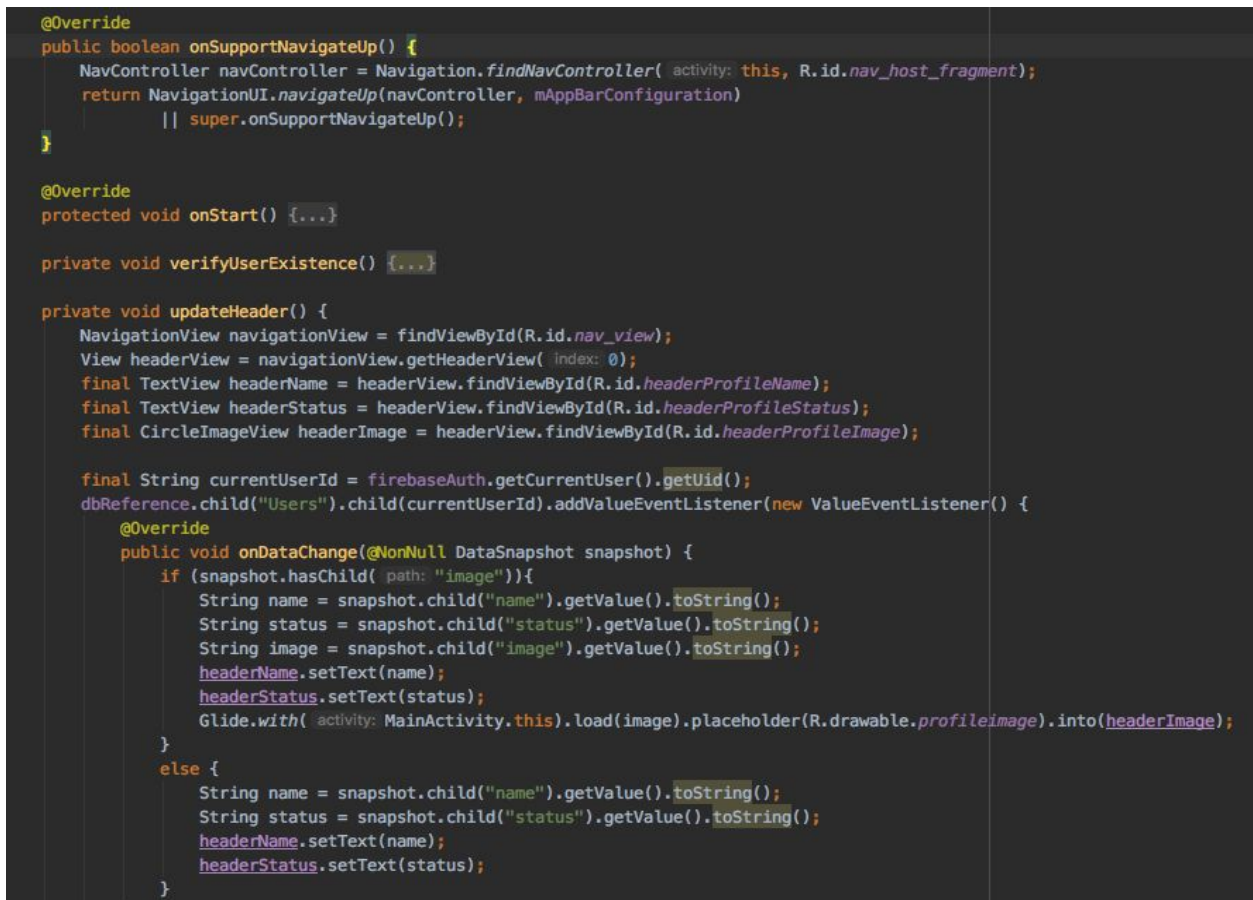 @Override
public boolean onSupportNavigateUp() {
NavController navController = Navigation.findNavController( activity: this, R.id.nav_host_fragment);
return NavigationUI.navigateUp(navController, mAppBarConfiguration)
|| super.onSupportNavigateUp();
}
@Override
protected void onStart() {...}
private void verifyUserExistence() {...}
private void updateHeader() {
NavigationView navigationView = findViewById(R.id.nav_view);
View headerView = navigationView.getHeaderView( index: 0);
final TextView headerName = headerView.findViewById(R.id.headerProfileName);
final TextView headerStatus = headerView.findViewById(R.id.headerProfileStatus);
final CircleImageView headerImage = headerView.findViewById(R.id.headerProfileImage);
final String currentUserId = firebaseAuth.getCurrentUser().getUid();
dbReference.child("Users").child(currentUserId).addValueEventListener(new ValueEventListener() {
@Override
public void onDataChange(@NonNull DataSnapshot snapshot) {
if (snapshot.hasChild( path: "image")){
String name = snapshot.child("name").getValue().toString();
String status = snapshot.child("status").getValue().toString();
String image = snapshot.child("image").getValue().toString();
headerName.setText(name);
headerStatus.setText(status);
Glide.with( activity: MainActivity.this).load(image).placeholder(R.drawable.profileimage).into(headerImage);
}
else {
String name = snapshot.child("name").getValue().toString();
String status = snapshot.child("status").getValue().toString();
headerName.setText(name);
headerStatus.setText(status);
}